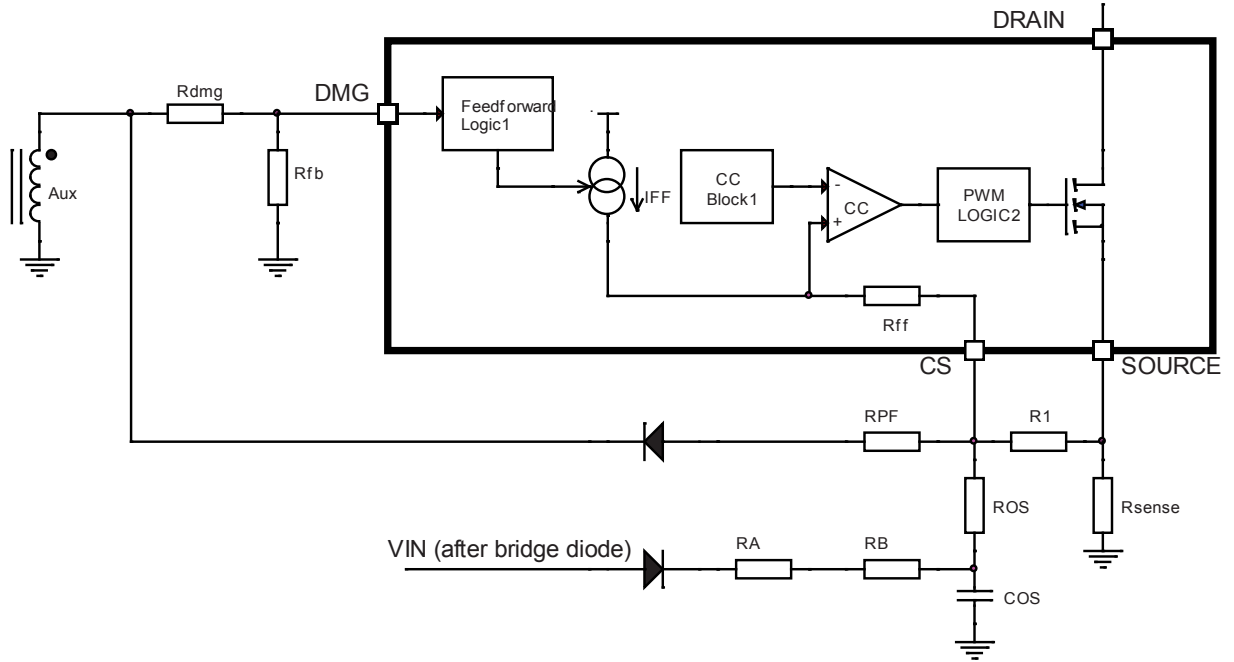 DRAIN
Rdmg
DMG
Feedforward
Logic1
Aux
Rfb
IFF
CC
Block1
-
+
CC
PWM
LOGIC2
Rff
CS
SOURCE
RPF
R1
ROS
Rsense
VIN (after bridge diode)
RA
RB
COS